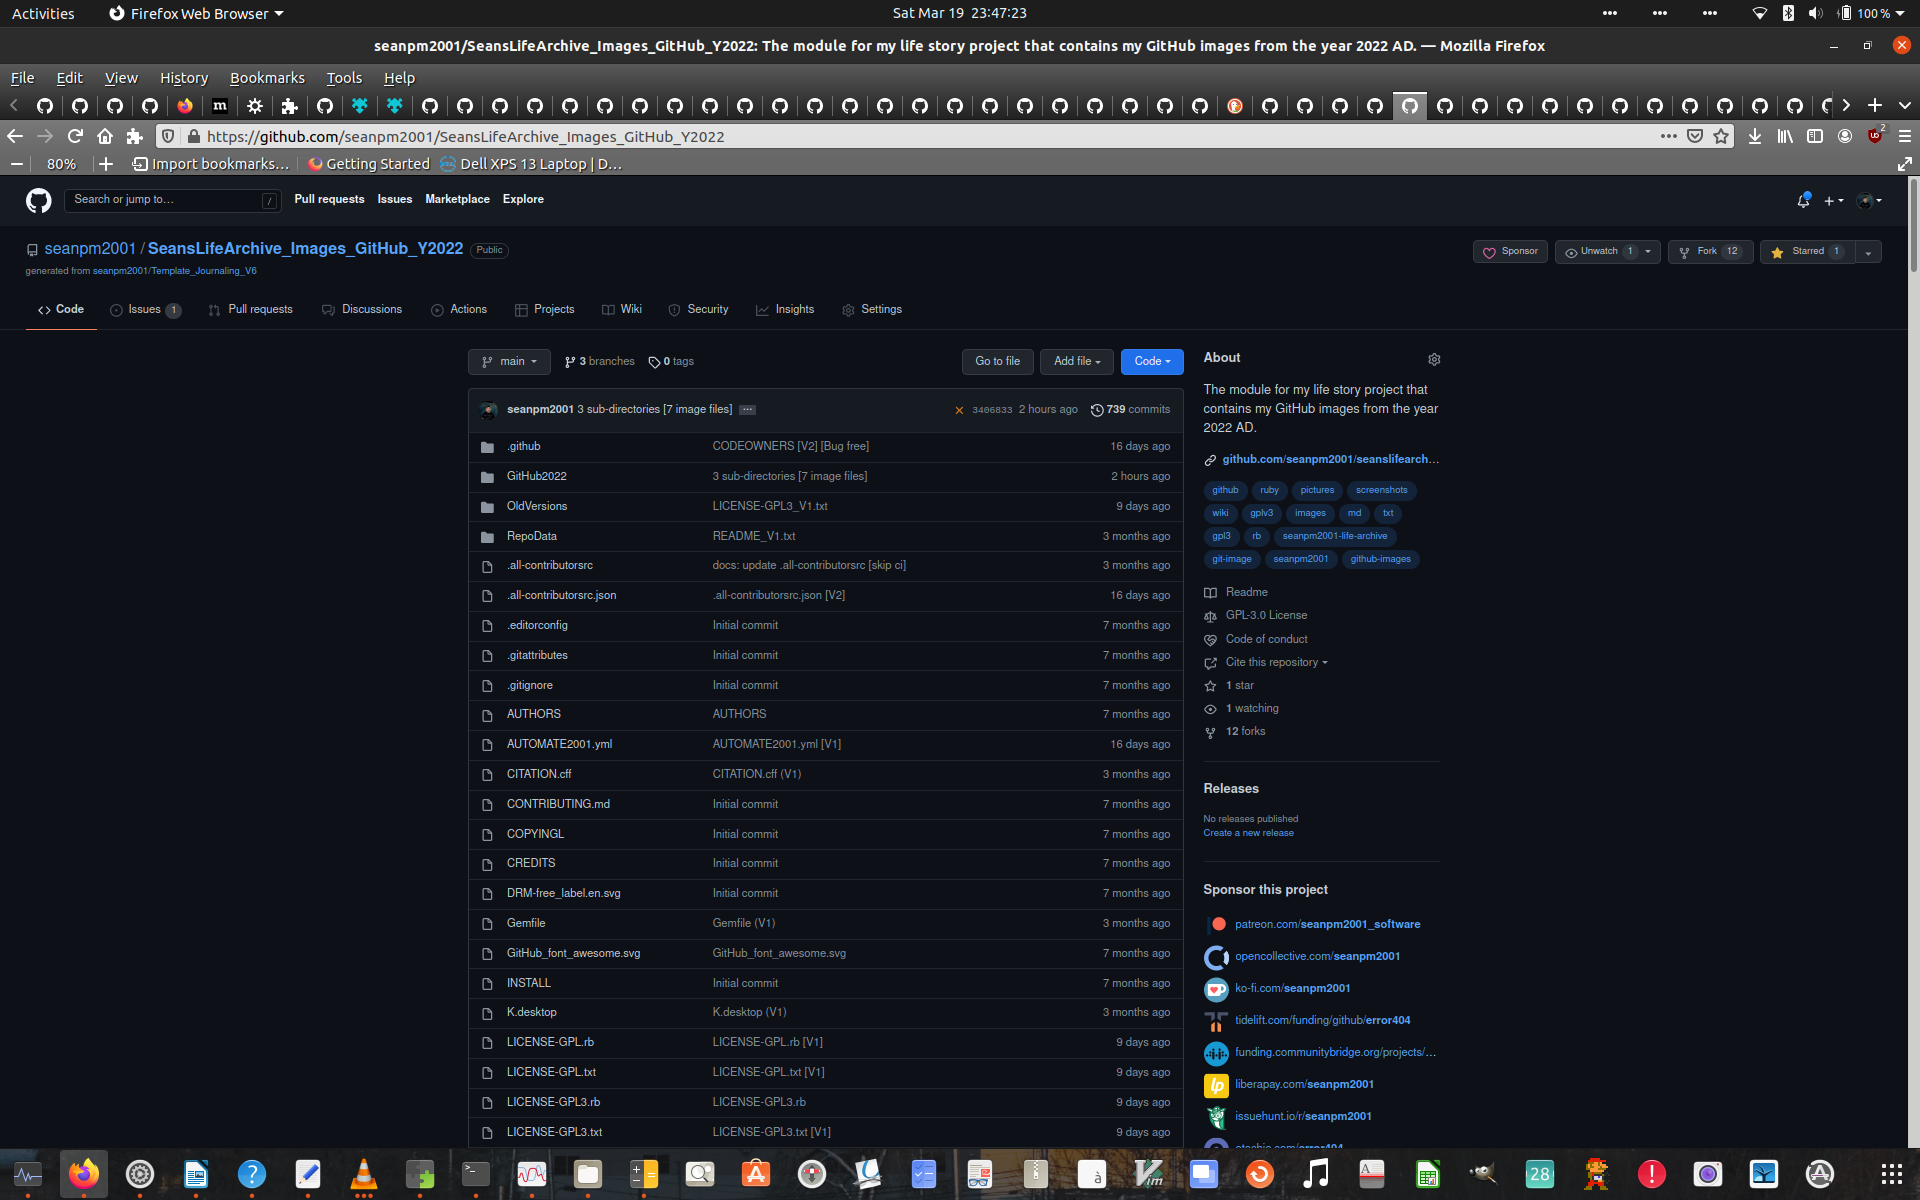 Activities Firefox Web Browser Sat Mar 19 23:47:23 100 %
seanpm2001/SeansLifeArchive_Images_GitHub_Y2022: The module for my life story project that contains my GitHub images from the year 2022 AD. — Mozilla Firefox
File Edit View History Bookmarks Tools Help
https://github.com/seanpm2001/SeansLifeArchive_Images_GitHub_Y2022 2
80% Import bookmarks… Getting Started Dell XPS 13 Laptop | D…
Search or jump to… / Pull requests Issues Marketplace Explore
seanpm2001 / SeansLifeArchive_Images_GitHub_Y2022 Public Sponsor Unwatch 1 Fork 12 Starred 1
generated from seanpm2001/Template_Journaling_V6
Code Issues 1 Pull requests Discussions Actions Projects Wiki Security Insights Settings
main 3 branches 0 tags Go to file Add file Code
seanpm2001 3 sub-directories [7 image files] 3406833 2 hours ago 739 commits
.github CODEOWNERS [V2] [Bug free] 16 days ago
GitHub2022 3 sub-directories [7 image files] 2 hours ago
OldVersions LICENSE-GPL3_V1.txt 9 days ago
RepoData README_V1.txt 3 months ago
.all-contributorsrc docs: update .all-contributorsrc [skip ci] 3 months ago
.all-contributorsrc.json .all-contributorsrc.json [V2] 16 days ago
.editorconfig Initial commit 7 months ago
.gitattributes Initial commit 7 months ago
.gitignore Initial commit 7 months ago
AUTHORS AUTHORS 7 months ago
AUTOMATE2001.yml AUTOMATE2001.yml [V1] 16 days ago
CITATION.cff CITATION.cff (V1) 3 months ago
CONTRIBUTING.md Initial commit 7 months ago
COPYINGL Initial commit 7 months ago
CREDITS Initial commit 7 months ago
DRM-free_label.en.svg Initial commit 7 months ago
Gemfile Gemfile (V1) 3 months ago
GitHub_font_awesome.svg GitHub_font_awesome.svg 7 months ago
INSTALL Initial commit 7 months ago
K.desktop K.desktop (V1) 3 months ago
LICENSE-GPL.rb LICENSE-GPL.rb [V1] 9 days ago
LICENSE-GPL.txt LICENSE-GPL.txt [V1] 9 days ago
LICENSE-GPL3.rb LICENSE-GPL3.rb 9 days ago
LICENSE-GPL3.txt LICENSE-GPL3.txt [V1] 9 days ago
About
The module for my life story project that
contains my GitHub images from the year
2022 AD.
github.com/seanpm2001/seanslifearch…
github ruby pictures screenshots
wiki gplv3 images md txt
gpl3 rb seanpm2001-life-archive
git-image seanpm2001 github-images
Readme
GPL-3.0 License
Code of conduct
Cite this repository
1 star
1 watching
12 forks
Releases
No releases published
Create a new release
Sponsor this project
patreon.com/seanpm2001_software
opencollective.com/seanpm2001
ko-fi.com/seanpm2001
tidelift.com/funding/github/error404
funding.communitybridge.org/projects/…
liberapay.com/seanpm2001
issuehunt.io/r/seanpm2001
otechie.com/error404
28